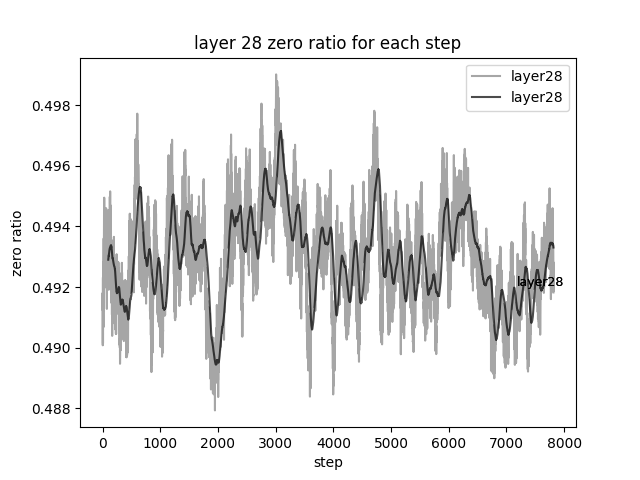 layer 28 zero ratio for each step
layer28
layer28
0.498
0.496
0.494
0.492
0.490
0.488
zero ratio
layer28
0
1000
2000
3000
4000
5000
6000
7000
8000
step